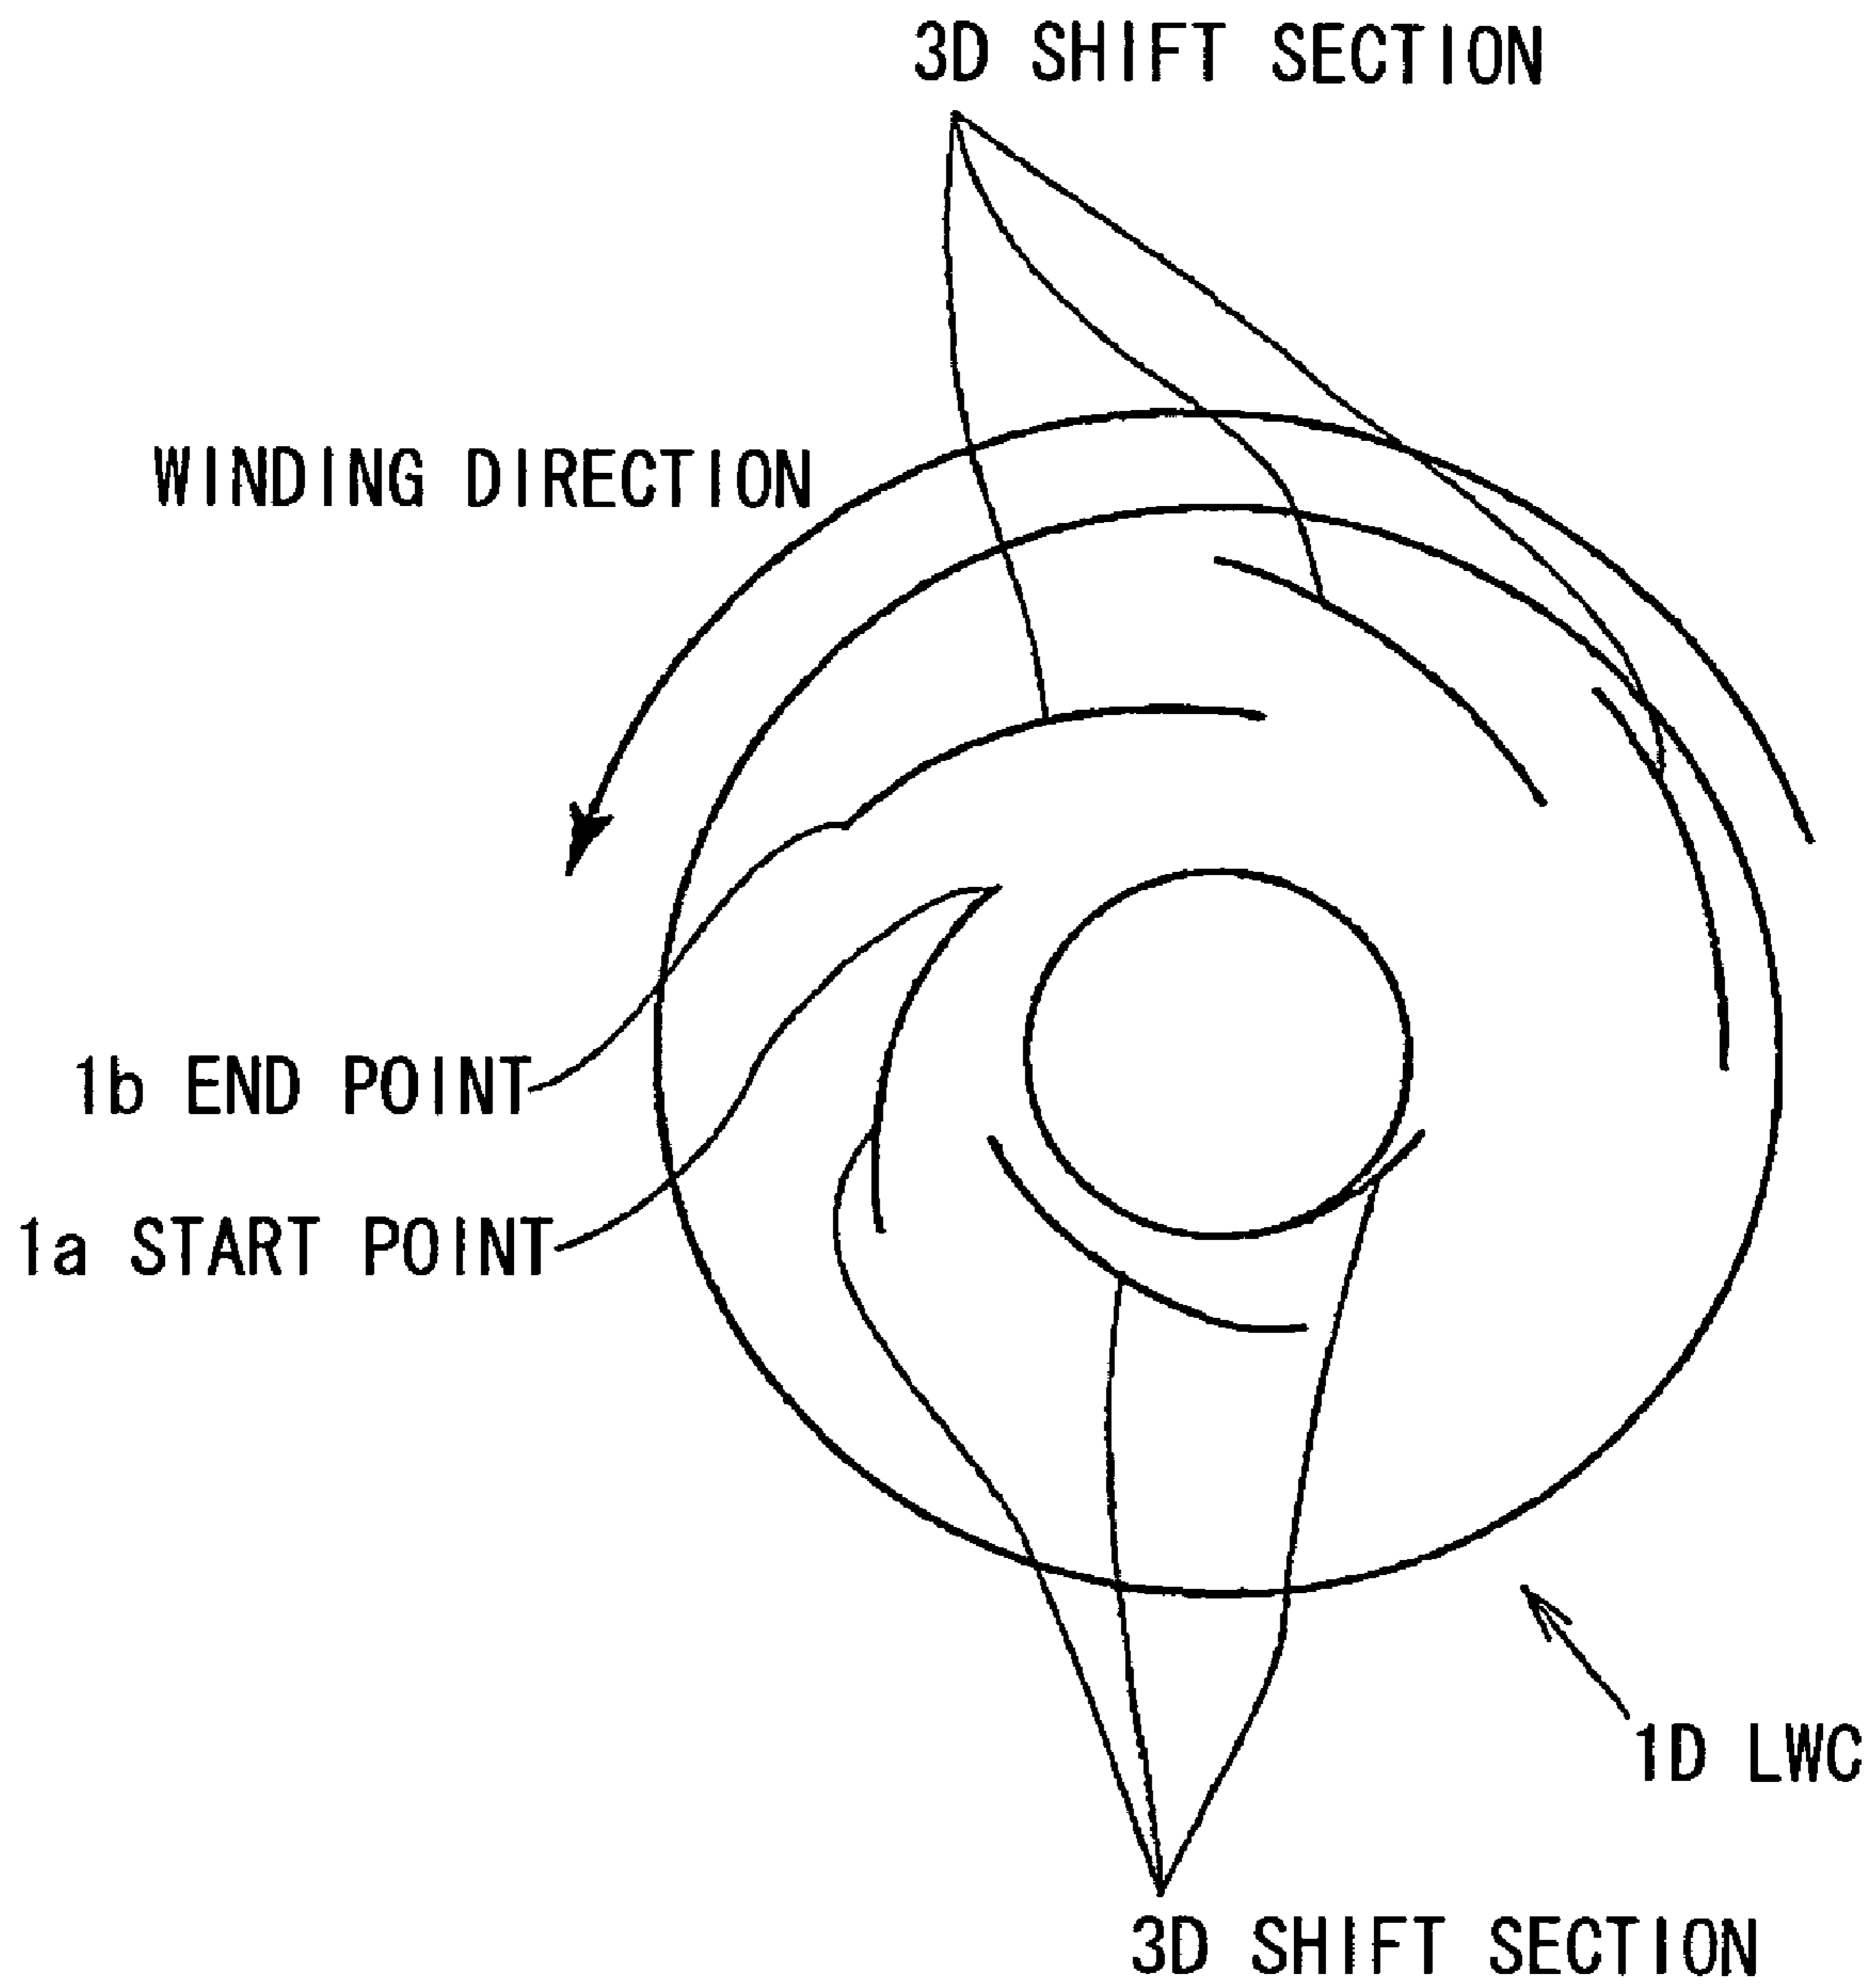 3D SHIFT SECTION
WINDING DIRECTION
1b END POINT
1a START POINT
1D LWC
3D SHIFT SECTION